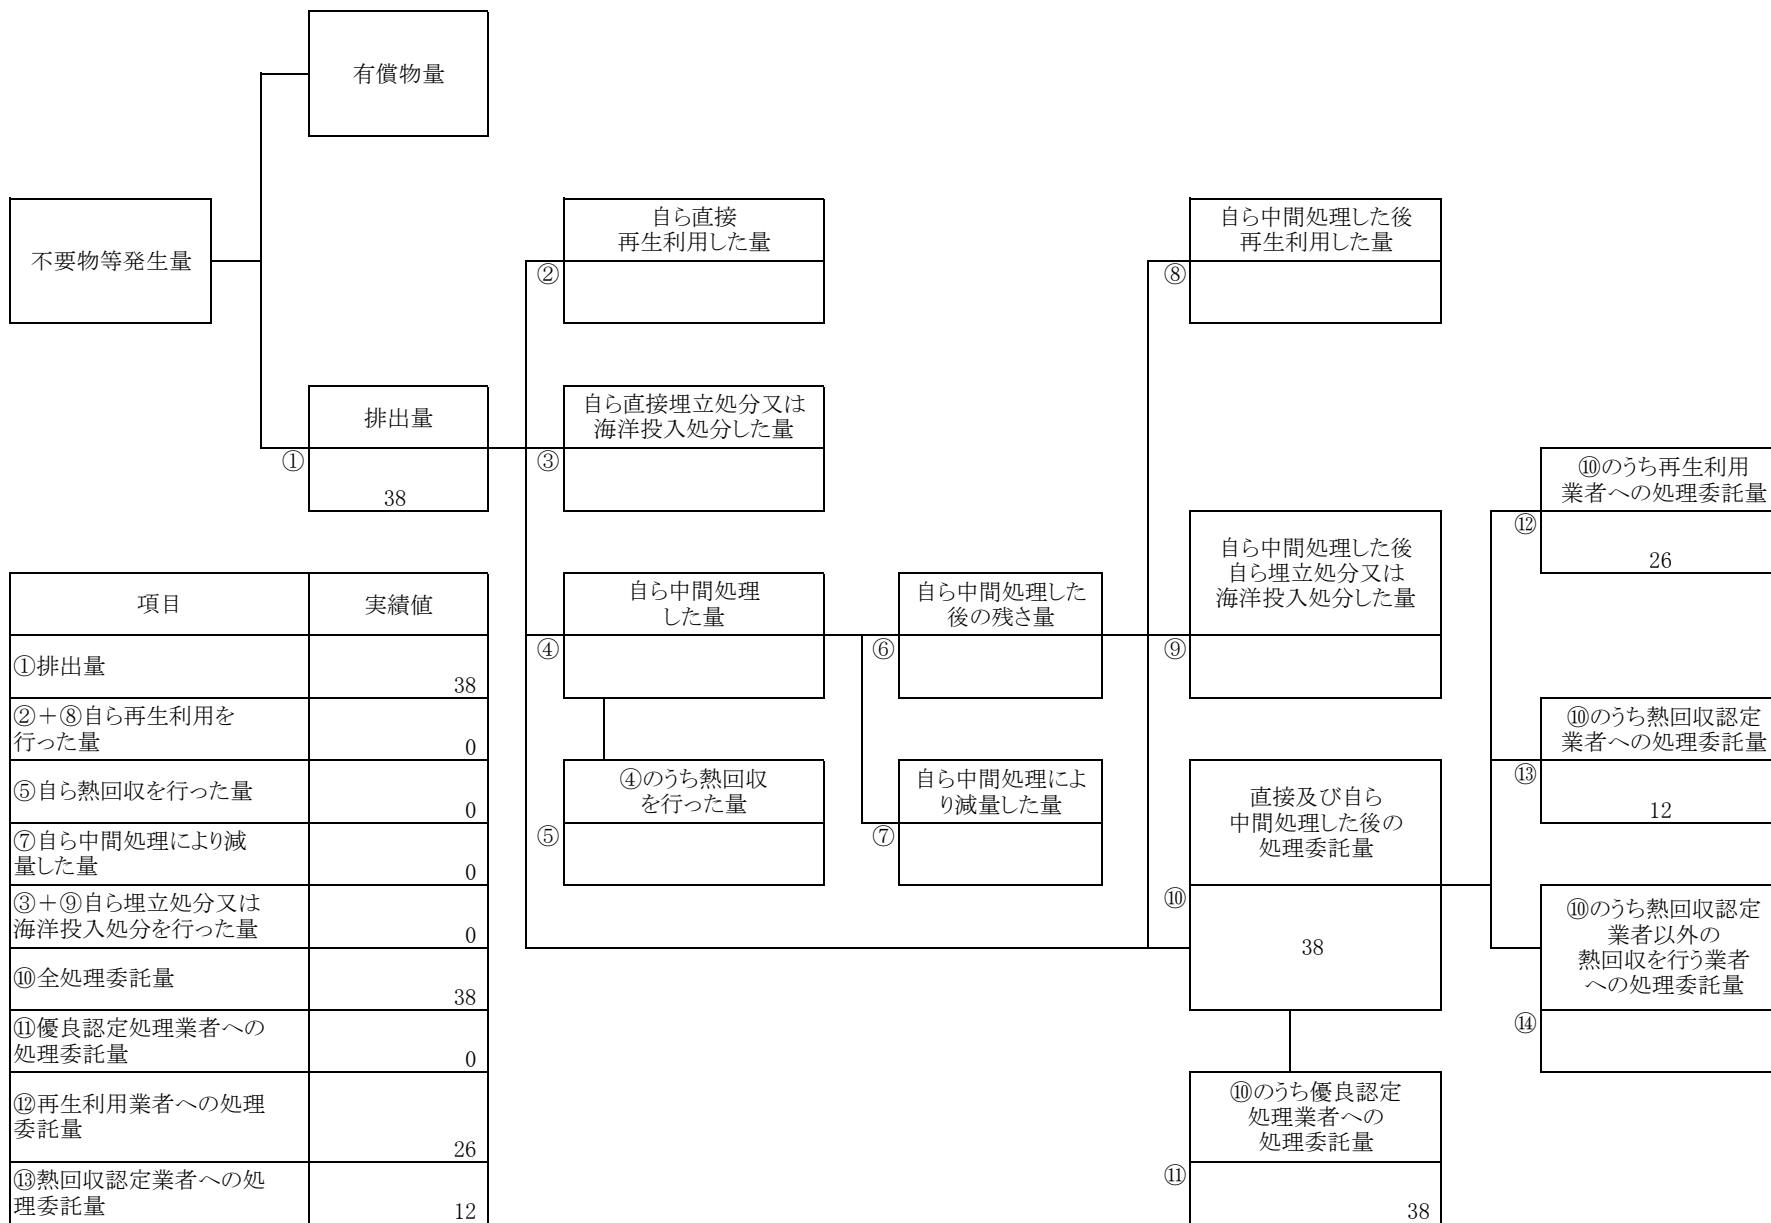 有償物量
不要物等発生量
自ら直接
再生利用した量
②
自ら中間処理した後
再生利用した量
⑧
排出量
①
38
自ら直接埋立処分又は
海洋投入処分した量
③
⑩のうち再生利用
業者への処理委託量
⑫
26
自ら中間処理
した量
④
自ら中間処理した
後の残さ量
⑥
自ら中間処理した後
自ら埋立処分又は
海洋投入処分した量
⑨
⑩のうち熱回収認定
業者への処理委託量
⑬
12
④のうち熱回収
を行った量
⑤
自ら中間処理によ
り減量した量
⑦
直接及び自ら
中間処理した後の
処理委託量
⑩
38
⑩のうち熱回収認定
業者以外の
熱回収を行う業者
への処理委託量
⑭
⑩のうち優良認定
処理業者への
処理委託量
⑪
38
項目 実績値
①排出量
38
②+⑧自ら再生利用を
行った量
0
⑤自ら熱回収を行った量
0
⑦自ら中間処理により減
量した量
0
③+⑨自ら埋立処分又は
海洋投入処分を行った量
0
⑩全処理委託量
38
⑪優良認定処理業者への
処理委託量
0
⑫再生利用業者への処理
委託量
26
⑬熱回収認定業者への処
理委託量
12